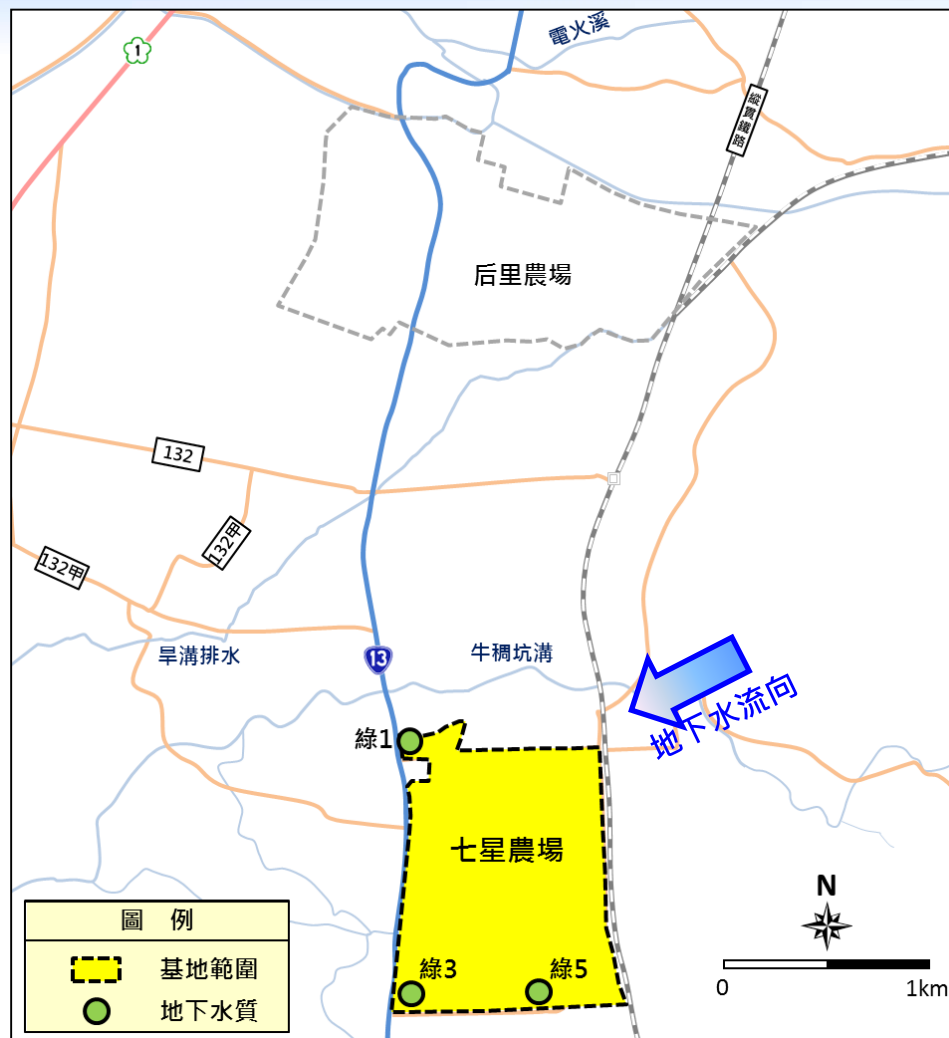 電火溪
1
縱貫鐵路
后里農場
132
132甲
132甲
旱溝排水
13
牛稠坑溝
地下水流向
綠1
七星農場
綠3
綠5
圖 例
基地範圍
地下水質
N
0
1km